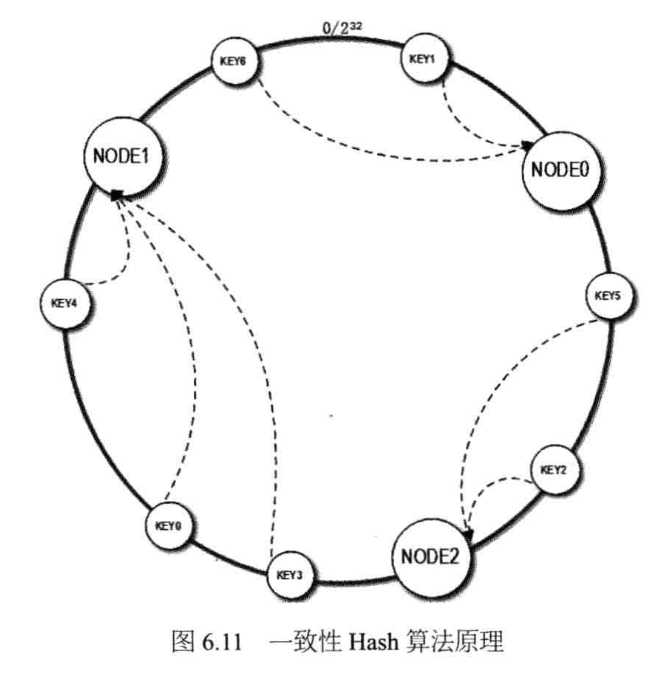 0/2³²
KEY6
KEY1
NODE1
NODE0
KEY4
KEY5
KEY2
KEY0
NODE2
KEY3
图 6.11 一致性 Hash 算法原理